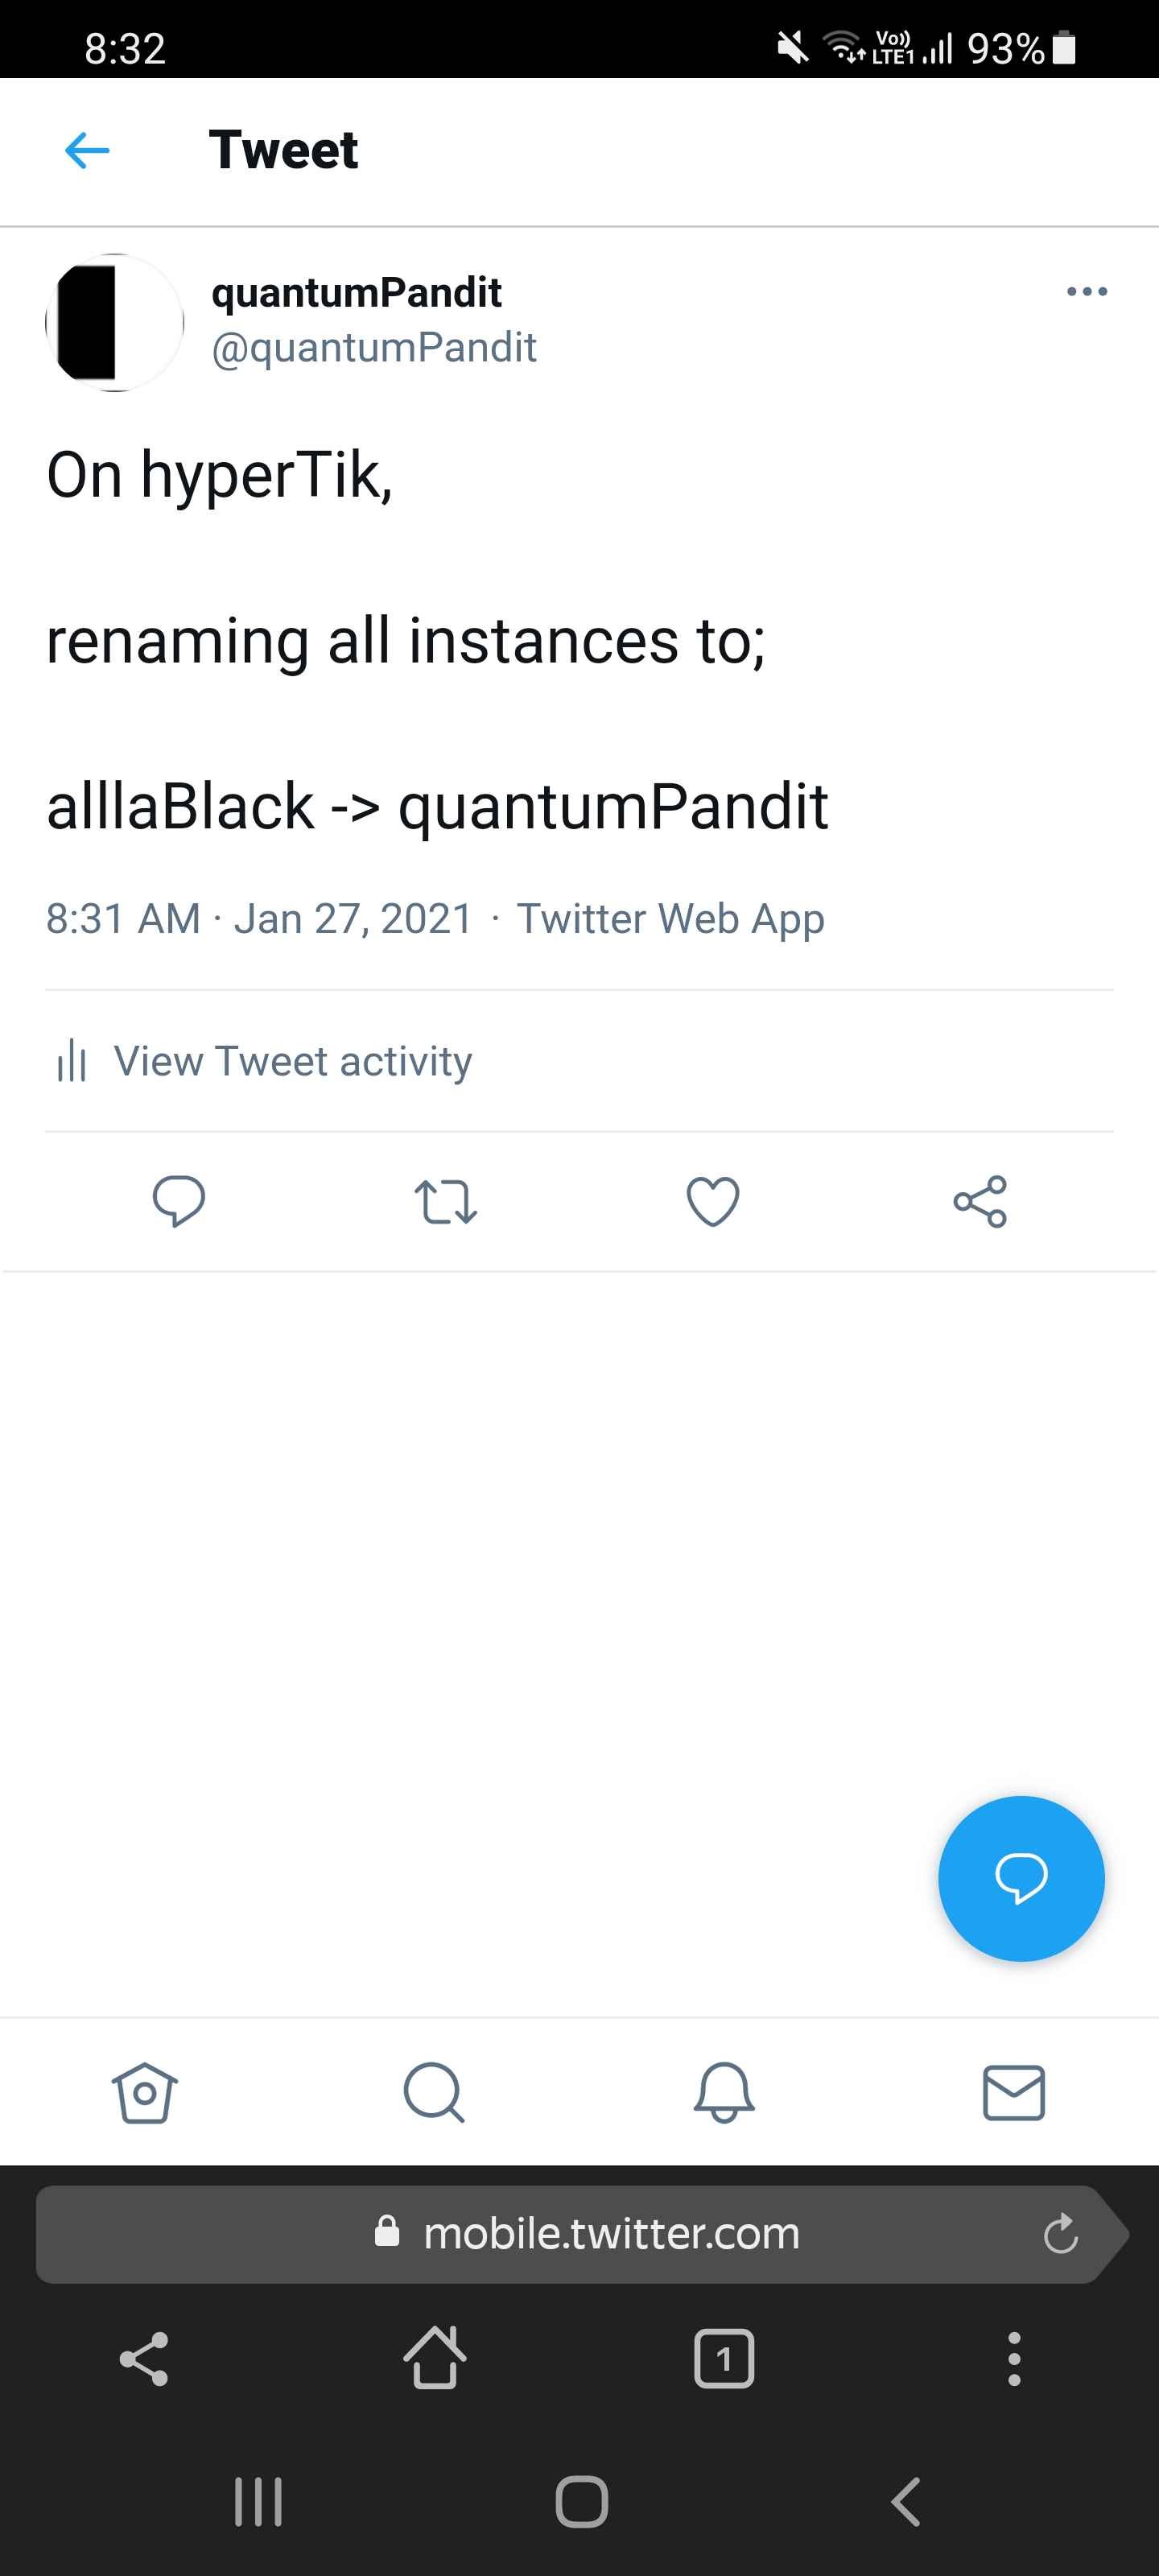 8:32
Vo)) LTE1 93%
Tweet
quantumPandit
@quantumPandit
On hyperTik,
renaming all instances to;
alllaBlack -> quantumPandit
8:31 AM · Jan 27, 2021 · Twitter Web App
View Tweet activity
mobile.twitter.com
1